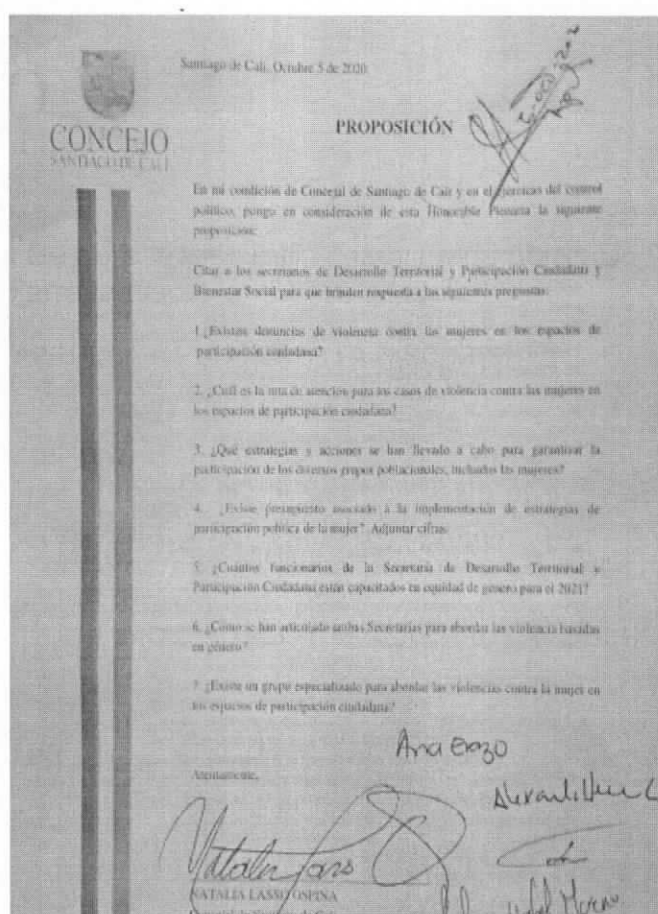 Santiago de Cali, Octubre 5 de 2020.
PROPOSICIÓN
CONCEJO
SANTIAGO DE CALI
En mi condición de Concejal de Santiago de Cali y en el ejercicio del control
político, pongo en consideración de esta Honorable Plenaria la siguiente
proposición:
Citar a los secretarios de Desarrollo Territorial y Participación Ciudadana y
Bienestar Social para que brinden respuesta a las siguientes preguntas:
1. ¿Existen denuncias de violencia contra las mujeres en los espacios de
participación ciudadana?
2. ¿Cuál es la ruta de atención para los casos de violencia contra las mujeres en
los espacios de participación ciudadana?
3. ¿Qué estrategias y acciones se han llevado a cabo para garantizar la
participación de los diversos grupos poblacionales, incluidos las mujeres?
4. ¿Existe presupuesto asociado a la implementación de estrategias de
participación política de la mujer? Adjuntar cifras.
5. ¿Cuántos funcionarios de la Secretaría de Desarrollo Territorial y
Participación Ciudadana están capacitados en equidad de género para el 2021?
6. ¿Cómo se han articulado ambas Secretarías para abordar las violencia basadas
en género?
7. ¿Existe un grupo especializado para abordar las violencias contra la mujer en
los espacios de participación ciudadana?
Ana Erazo
Atentamente,
NATALIA LASSO OSPINA
Moreno